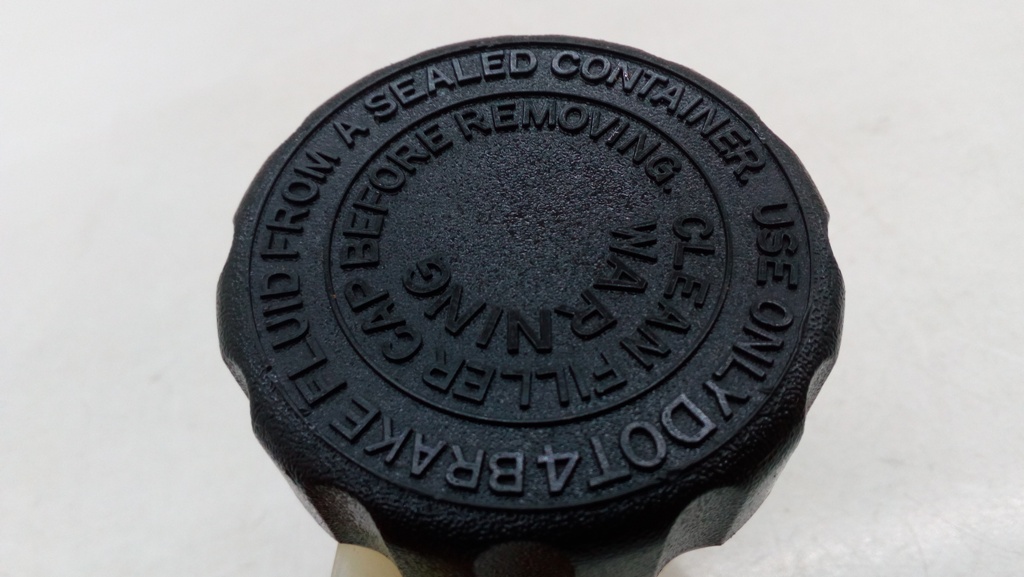 WARNING
CLEAN FILLER CAP BEFORE REMOVING.
USE ONLY DOT4 BRAKE FLUID FROM A SEALED CONTAINER.